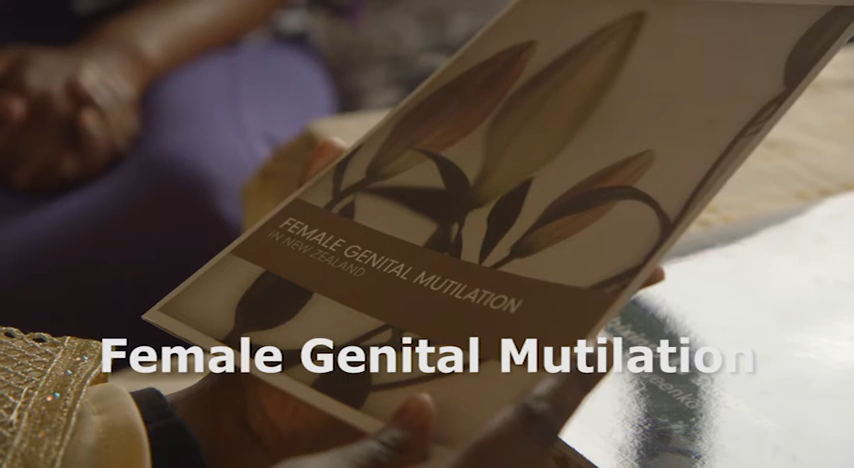 FEMALE GENITAL MUTILATION
IN NEW ZEALAND
Female Genital Mutilation